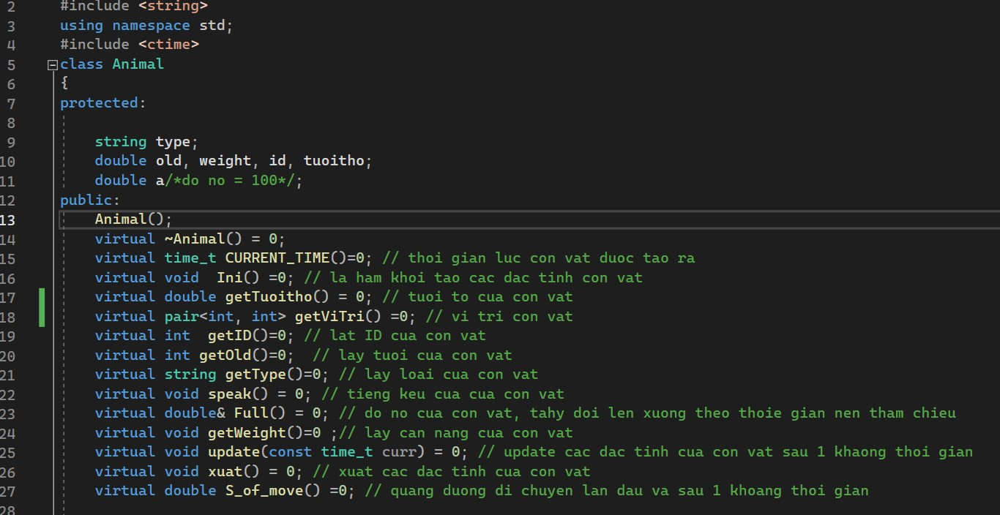 2 #include <string>
3 using namespace std;
4 #include <ctime>
5 class Animal
6 {
7 protected:
8
9 string type;
10 double old, weight, id, tuoitho;
11 double a/*do no = 100*/;
12 public:
13 Animal();
14 virtual ~Animal() = 0;
15 virtual time_t CURRENT_TIME()=0; // thoi gian luc con vat duoc tao ra
16 virtual void  Ini() =0; // la ham khoi tao cac dac tinh con vat
17 virtual double getTuoitho() = 0; // tuoi to cua con vat
18 virtual pair<int, int> getViTri() =0; // vi tri con vat
19 virtual int  getID()=0; // lat ID cua con vat
20 virtual int getOld()=0;  // lay tuoi cua con vat
21 virtual string getType()=0; // lay loai cua con vat
22 virtual void speak() = 0; // tieng keu cua cua con vat
23 virtual double& Full() = 0; // do no cua con vat, tahy doi len xuong theo thoie gian nen tham chieu
24 virtual void getWeight()=0 ;// lay can nang cua con vat
25 virtual void update(const time_t curr) = 0; // update cac dac tinh cua con vat sau 1 khaong thoi gian
26 virtual void xuat() = 0; // xuat cac dac tinh cua con vat
27 virtual double S_of_move() =0; // quang duong di chuyen lan dau va sau 1 khoang thoi gian
28